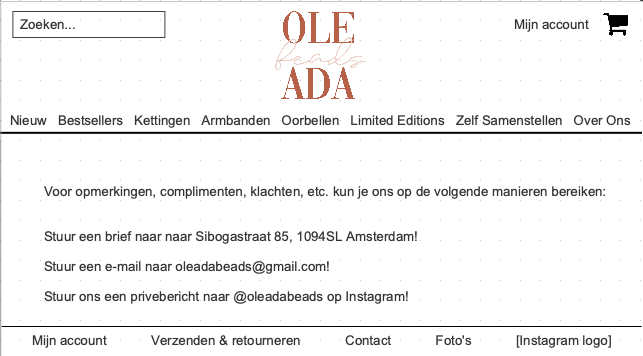 Zoeken...
OLE
beads
ADA
Mijn account
Nieuw Bestsellers Kettingen Armbanden Oorbellen Limited Editions Zelf Samenstellen Over Ons
Voor opmerkingen, complimenten, klachten, etc. kun je ons op de volgende manieren bereiken:
Stuur een brief naar naar Sibogastraat 85, 1094SL Amsterdam!
Stuur een e-mail naar oleadabeads@gmail.com!
Stuur ons een privebericht naar @oleadabeads op Instagram!
Mijn account Verzenden & retourneren Contact Foto's [Instagram logo]